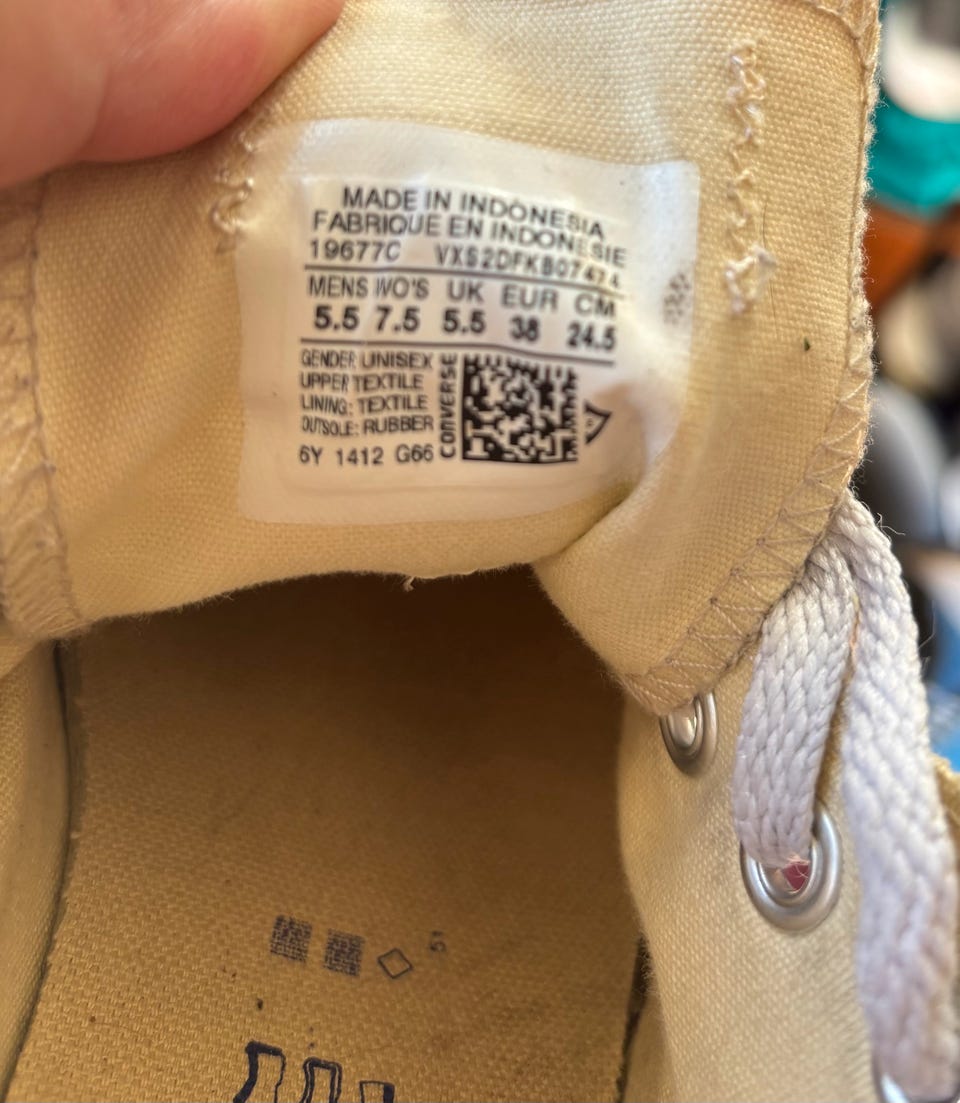 MADE IN INDONESIA
FABRIQUE EN INDONESIE
19677C VXS2DFKB07474
MENS WO'S UK EUR CM
5.5 7.5 5.5 38 24.5
GENDER UNISEX
UPPER TEXTILE
LINING: TEXTILE
OUTSOLE: RUBBER
6Y 1412 G66
CONVERSE